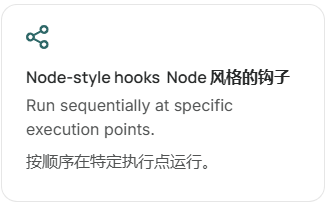 Node-style hooks  Node 风格的钩子
Run sequentially at specific
execution points.
按顺序在特定执行点运行。